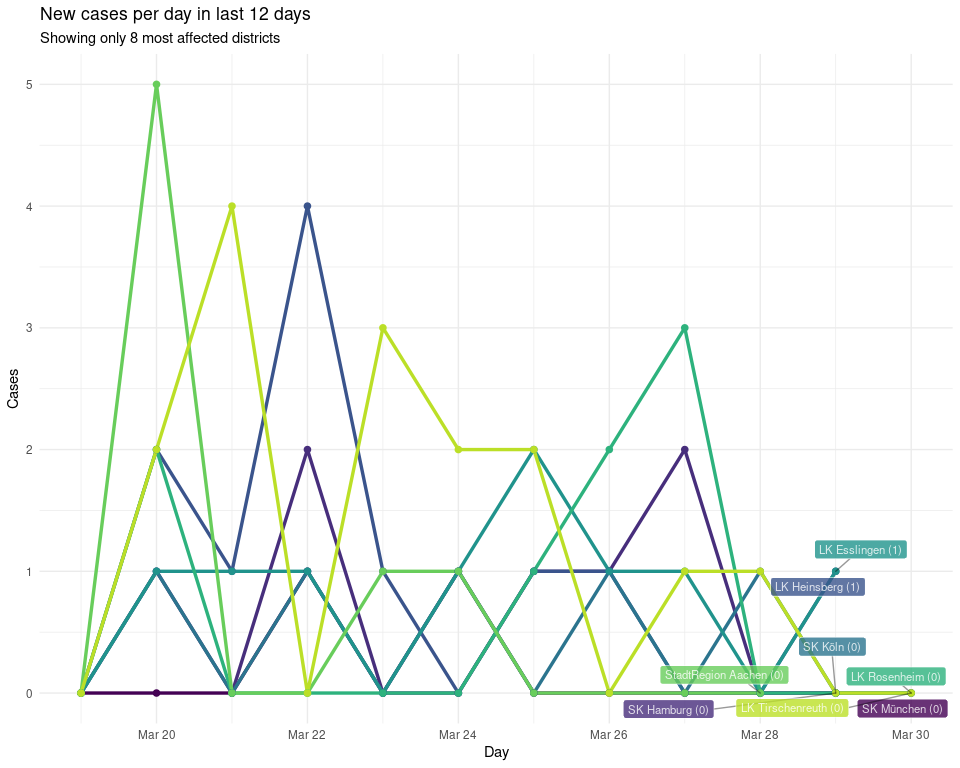 New cases per day in last 12 days
Showing only 8 most affected districts
5
4
3
2
1
0
Cases
LK Esslingen (1)
LK Heinsberg (1)
SK Köln (0)
StadtRegion Aachen (0)
LK Rosenheim (0)
SK Hamburg (0)
LK Tirschenreuth (0)
SK München (0)
Mar 20
Mar 22
Mar 24
Mar 26
Mar 28
Mar 30
Day